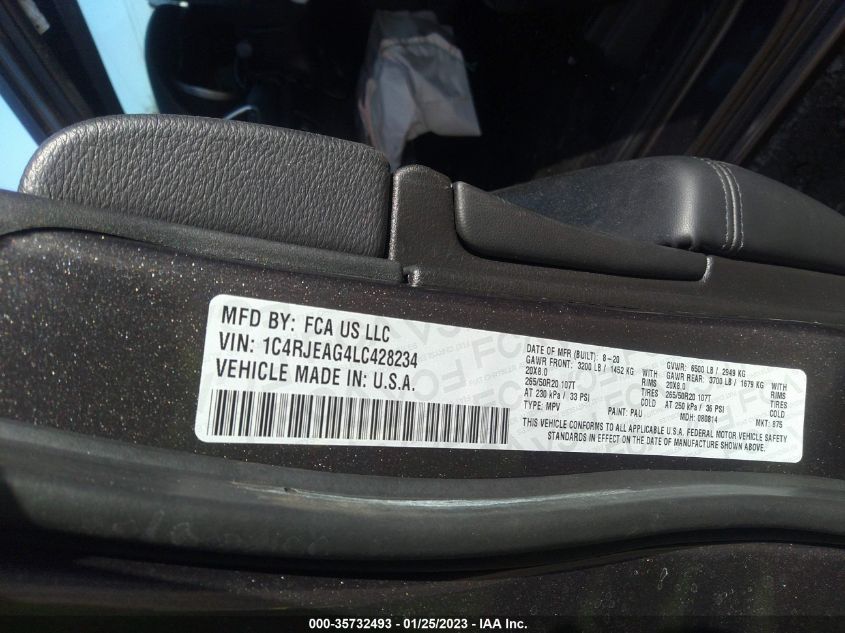 MFD BY: FCA US LLC
VIN: 1C4RJEAG4LC428234
VEHICLE MADE IN: U.S.A.
DATE OF MFR (BUILT): 8-20 GVWR: 6500 LB / 2949 KG
GAWR FRONT: 3200 LB / 1452 KG WITH GAWR REAR: 3700 LB / 1679 KG WITH
20X8.0 RIMS 20X8.0 RIMS
265/50R20 107T TIRES 265/50R20 107T TIRES
AT 230 kPa / 33 PSI COLD AT 250 kPa / 36 PSI COLD
TYPE: MPV PAINT: PAU MDH: 080814 MKT: 875
THIS VEHICLE CONFORMS TO ALL APPLICABLE U.S.A. FEDERAL MOTOR VEHICLE SAFETY
STANDARDS IN EFFECT ON THE DATE OF MANUFACTURE SHOWN ABOVE.
000-35732493 - 01/25/2023 - IAA Inc.